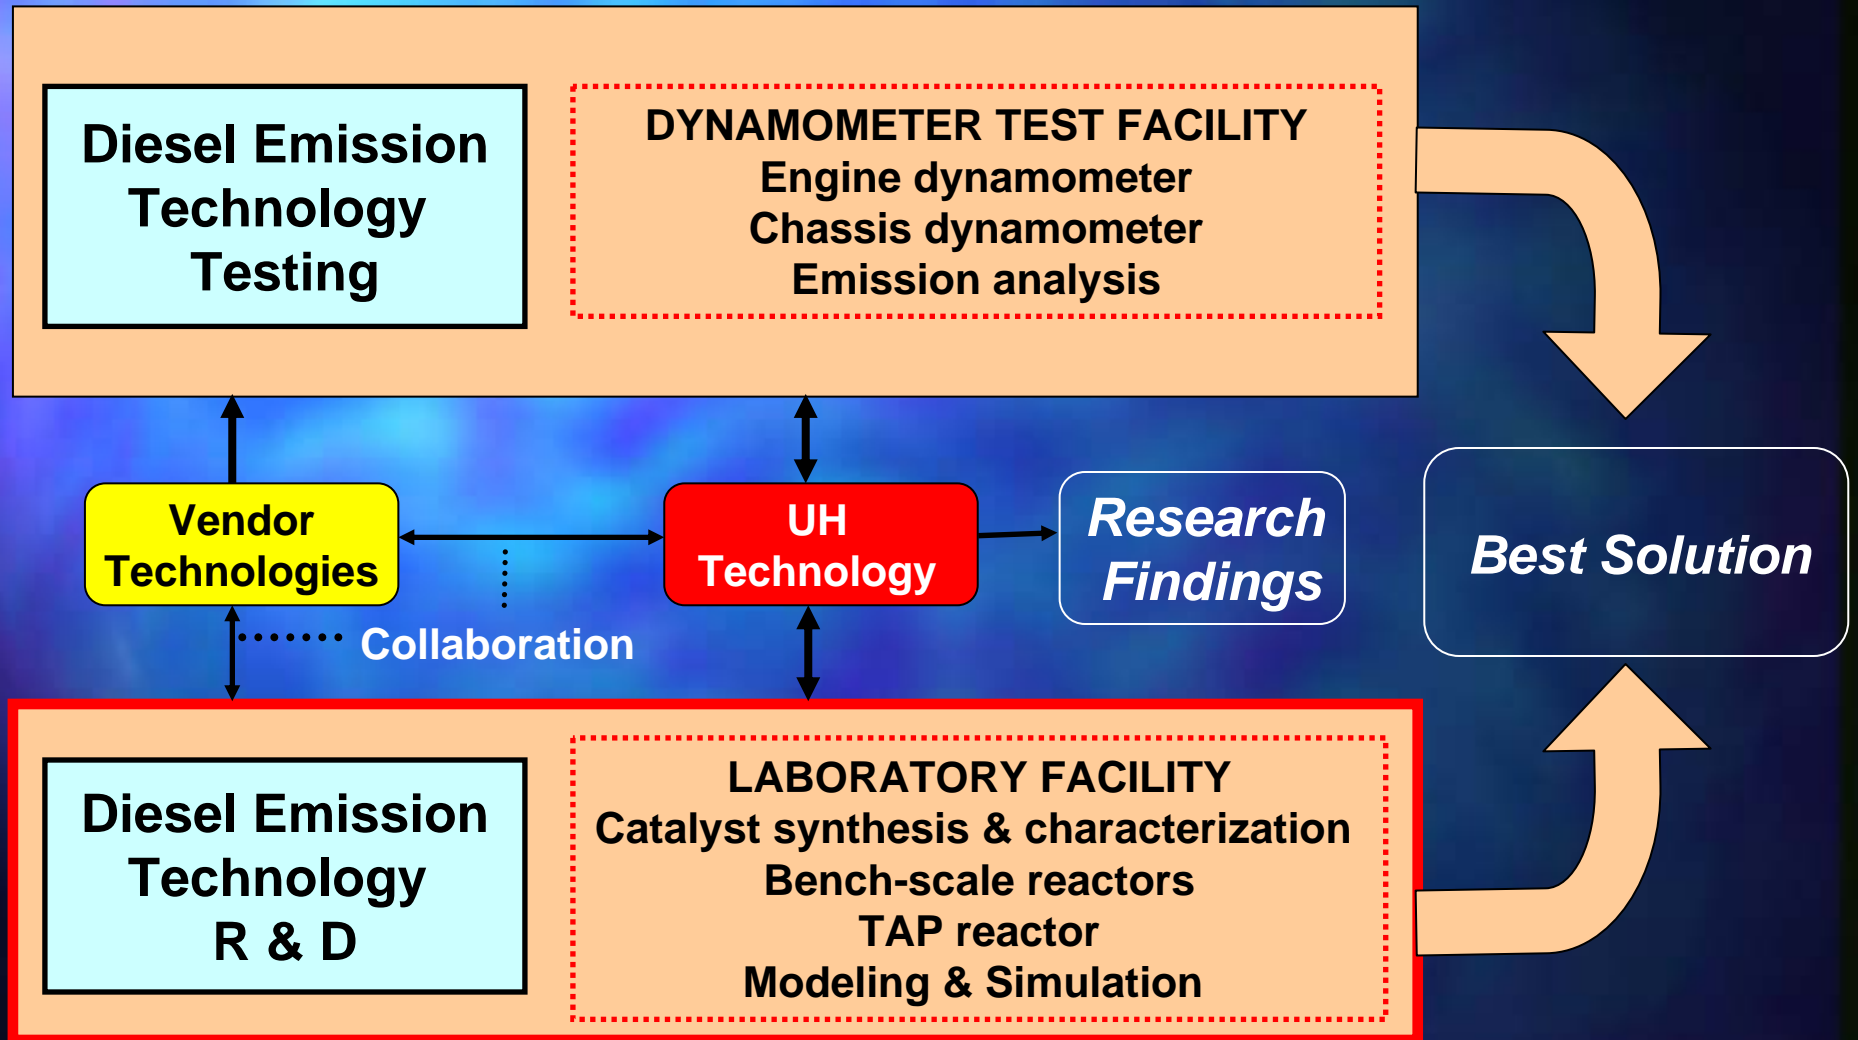 Diesel Emission
Technology
Testing
DYNAMOMETER TEST FACILITY
Engine dynamometer
Chassis dynamometer
Emission analysis
Vendor
Technologies
UH
Technology
Research
Findings
Best Solution
Collaboration
Diesel Emission
Technology
R & D
LABORATORY FACILITY
Catalyst synthesis & characterization
Bench-scale reactors
TAP reactor
Modeling & Simulation